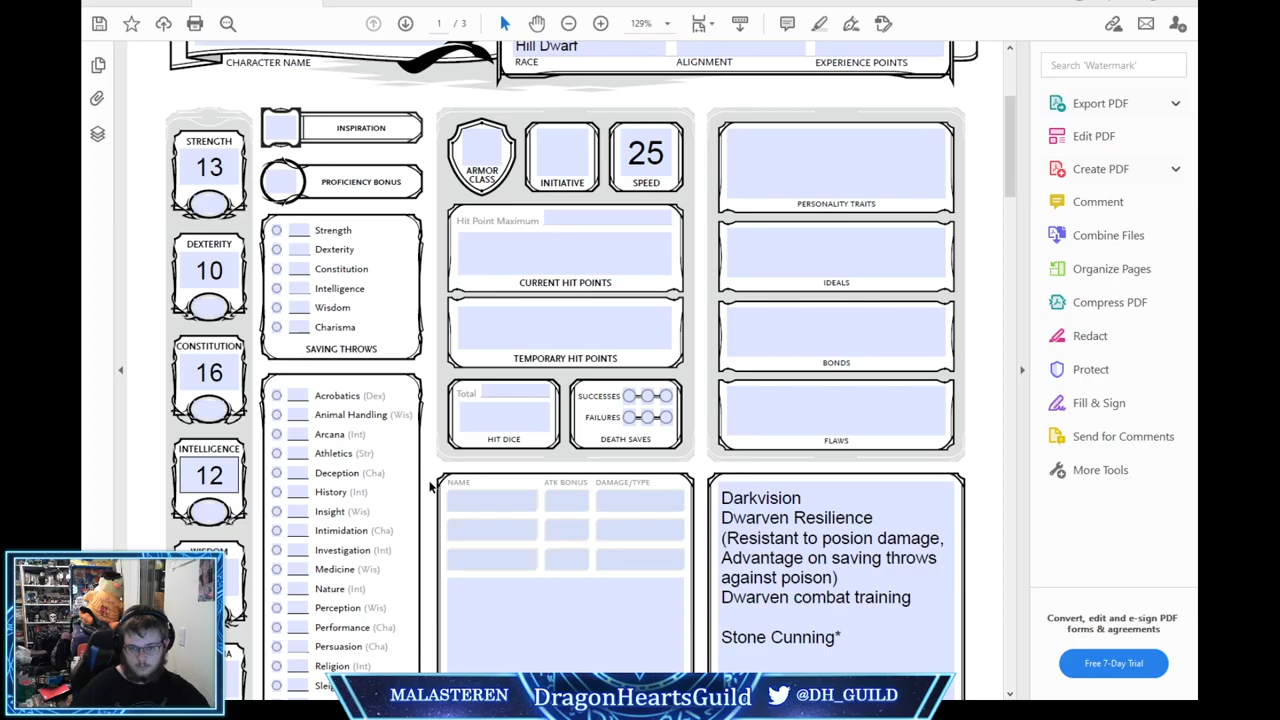 1 / 3
129%
Hill Dwarf
CHARACTER NAME
RACE
ALIGNMENT
EXPERIENCE POINTS
STRENGTH
13
DEXTERITY
10
CONSTITUTION
16
INTELLIGENCE
12
INSPIRATION
PROFICIENCY BONUS
Strength
Dexterity
Constitution
Intelligence
Wisdom
Charisma
SAVING THROWS
Acrobatics (Dex)
Animal Handling (Wis)
Arcana (Int)
Athletics (Str)
Deception (Cha)
History (Int)
Insight (Wis)
Intimidation (Cha)
Investigation (Int)
Medicine (Wis)
Nature (Int)
Perception (Wis)
Performance (Cha)
Persuasion (Cha)
Religion (Int)
ARMOR
CLASS
INITIATIVE
25
SPEED
Hit Point Maximum
CURRENT HIT POINTS
TEMPORARY HIT POINTS
Total
HIT DICE
SUCCESSES
FAILURES
DEATH SAVES
NAME
ATK BONUS
DAMAGE/TYPE
PERSONALITY TRAITS
IDEALS
BONDS
FLAWS
Darkvision
Dwarven Resilience
(Resistant to posion damage,
Advantage on saving throws
against poison)
Dwarven combat training
Stone Cunning*
Search 'Watermark'
Export PDF
Edit PDF
Create PDF
Comment
Combine Files
Organize Pages
Compress PDF
Redact
Protect
Fill & Sign
Send for Comments
More Tools
Convert, edit and e-sign PDF
forms & agreements
Free 7-Day Trial
MALASTEREN
DragonHeartsGuild
@DH_GUILD